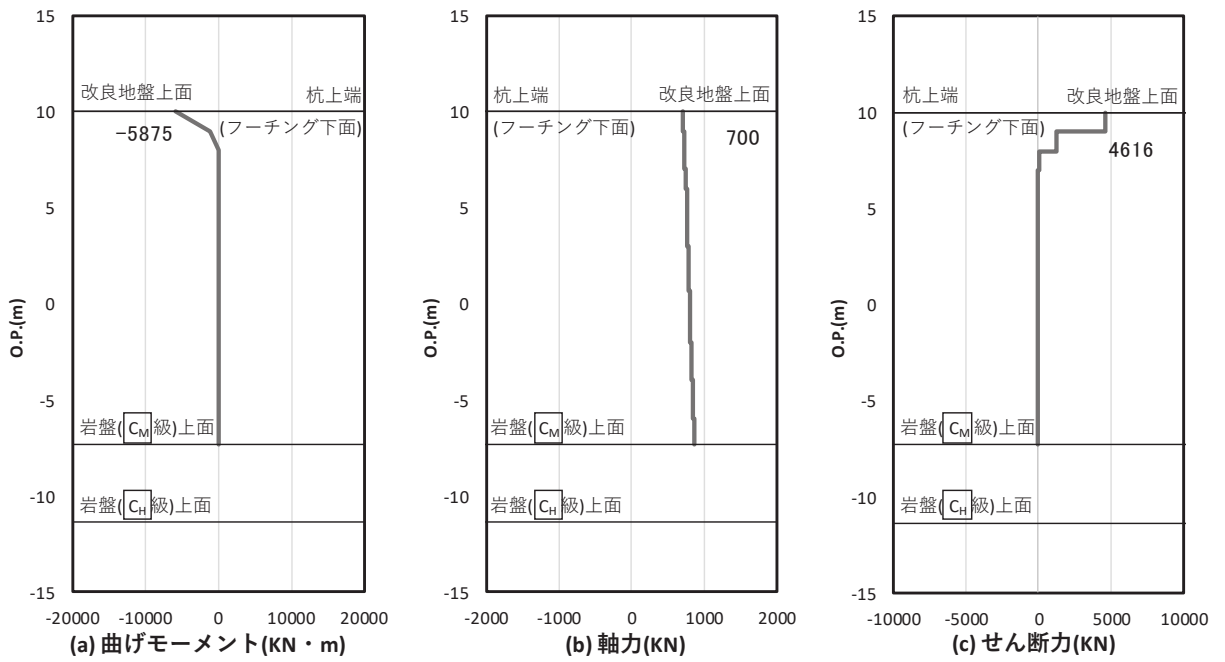 15
10
5
0
-5
-10
-15
O.P.(m)
改良地盤上面
杭上端
(フーチング下面)
−5875
岩盤(CM級)上面
岩盤(CH級)上面
-20000 -10000 0 10000 20000
(a) 曲げモーメント(KN・m)
15
10
5
0
-5
-10
-15
O.P.(m)
杭上端
改良地盤上面
(フーチング下面)
700
岩盤(CM級)上面
岩盤(CH級)上面
-2000 -1000 0 1000 2000
(b) 軸力(KN)
15
10
5
0
-5
-10
-15
O.P.(m)
杭上端
改良地盤上面
(フーチング下面)
4616
岩盤(CM級)上面
岩盤(CH級)上面
-10000 -5000 0 5000 10000
(c) せん断力(KN)